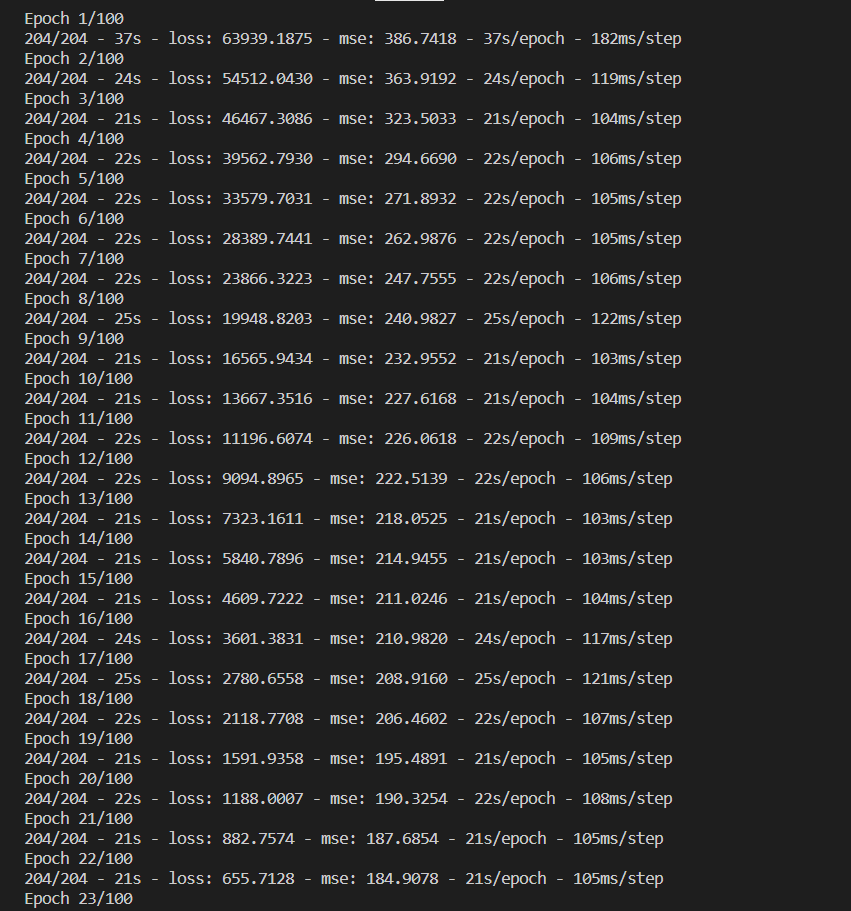 Epoch 1/100
204/204 - 37s - loss: 63939.1875 - mse: 386.7418 - 37s/epoch - 182ms/step
Epoch 2/100
204/204 - 24s - loss: 54512.0430 - mse: 363.9192 - 24s/epoch - 119ms/step
Epoch 3/100
204/204 - 21s - loss: 46467.3086 - mse: 323.5033 - 21s/epoch - 104ms/step
Epoch 4/100
204/204 - 22s - loss: 39562.7930 - mse: 294.6690 - 22s/epoch - 106ms/step
Epoch 5/100
204/204 - 22s - loss: 33579.7031 - mse: 271.8932 - 22s/epoch - 105ms/step
Epoch 6/100
204/204 - 22s - loss: 28389.7441 - mse: 262.9876 - 22s/epoch - 105ms/step
Epoch 7/100
204/204 - 22s - loss: 23866.3223 - mse: 247.7555 - 22s/epoch - 106ms/step
Epoch 8/100
204/204 - 25s - loss: 19948.8203 - mse: 240.9827 - 25s/epoch - 122ms/step
Epoch 9/100
204/204 - 21s - loss: 16565.9434 - mse: 232.9552 - 21s/epoch - 103ms/step
Epoch 10/100
204/204 - 21s - loss: 13667.3516 - mse: 227.6168 - 21s/epoch - 104ms/step
Epoch 11/100
204/204 - 22s - loss: 11196.6074 - mse: 226.0618 - 22s/epoch - 109ms/step
Epoch 12/100
204/204 - 22s - loss: 9094.8965 - mse: 222.5139 - 22s/epoch - 106ms/step
Epoch 13/100
204/204 - 21s - loss: 7323.1611 - mse: 218.0525 - 21s/epoch - 103ms/step
Epoch 14/100
204/204 - 21s - loss: 5840.7896 - mse: 214.9455 - 21s/epoch - 103ms/step
Epoch 15/100
204/204 - 21s - loss: 4609.7222 - mse: 211.0246 - 21s/epoch - 104ms/step
Epoch 16/100
204/204 - 24s - loss: 3601.3831 - mse: 210.9820 - 24s/epoch - 117ms/step
Epoch 17/100
204/204 - 25s - loss: 2780.6558 - mse: 208.9160 - 25s/epoch - 121ms/step
Epoch 18/100
204/204 - 22s - loss: 2118.7708 - mse: 206.4602 - 22s/epoch - 107ms/step
Epoch 19/100
204/204 - 21s - loss: 1591.9358 - mse: 195.4891 - 21s/epoch - 105ms/step
Epoch 20/100
204/204 - 22s - loss: 1188.0007 - mse: 190.3254 - 22s/epoch - 108ms/step
Epoch 21/100
204/204 - 21s - loss: 882.7574 - mse: 187.6854 - 21s/epoch - 105ms/step
Epoch 22/100
204/204 - 21s - loss: 655.7128 - mse: 184.9078 - 21s/epoch - 105ms/step
Epoch 23/100